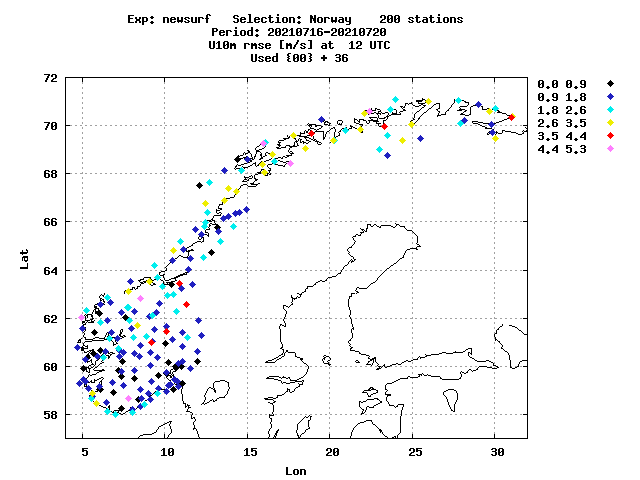 Exp: newsurf   Selection: Norway    200 stations
Period: 20210716-20210720
U10m rmse [m/s] at  12 UTC
Used {00} + 36
72
70
68
66
64
62
60
58
5 10 15 20 25 30
Lat
Lon
0.0 0.9
0.9 1.8
1.8 2.6
2.6 3.5
3.5 4.4
4.4 5.3